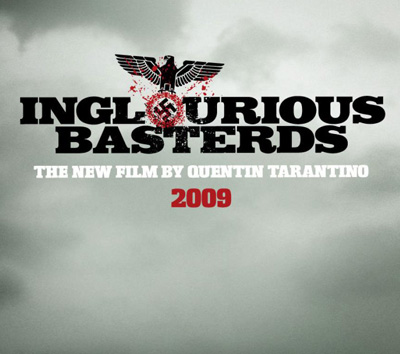 INGLOURIOUS
BASTERDS
THE NEW FILM BY QUENTIN TARANTINO
2009